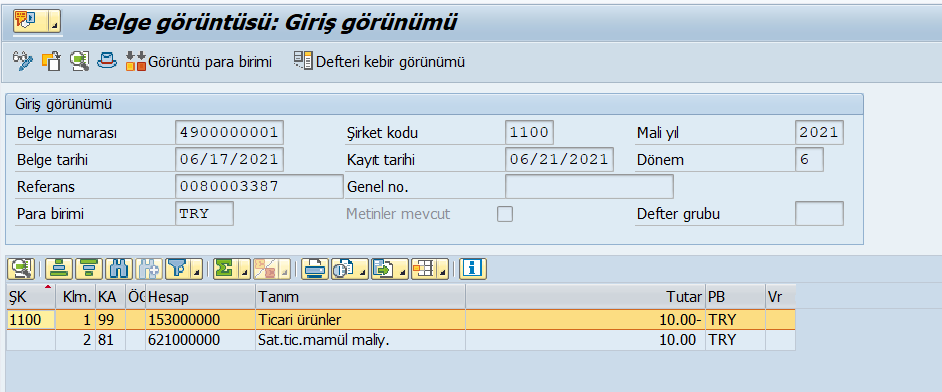 Belge görüntüsü: Giriş görünümü
Görüntü para birimi Defteri kebir görünümü
Giriş görünümü
Belge numarası 4900000001 Şirket kodu 1100 Mali yıl 2021
Belge tarihi 06/17/2021 Kayıt tarihi 06/21/2021 Dönem 6
Referans 0080003387 Genel no.
Para birimi TRY Metinler mevcut Defter grubu
ŞK Klm. KA ÖG Hesap Tanım Tutar PB Vr
1100 1 99 153000000 Ticari ürünler 10.00- TRY
2 81 621000000 Sat.tic.mamül maliy. 10.00 TRY